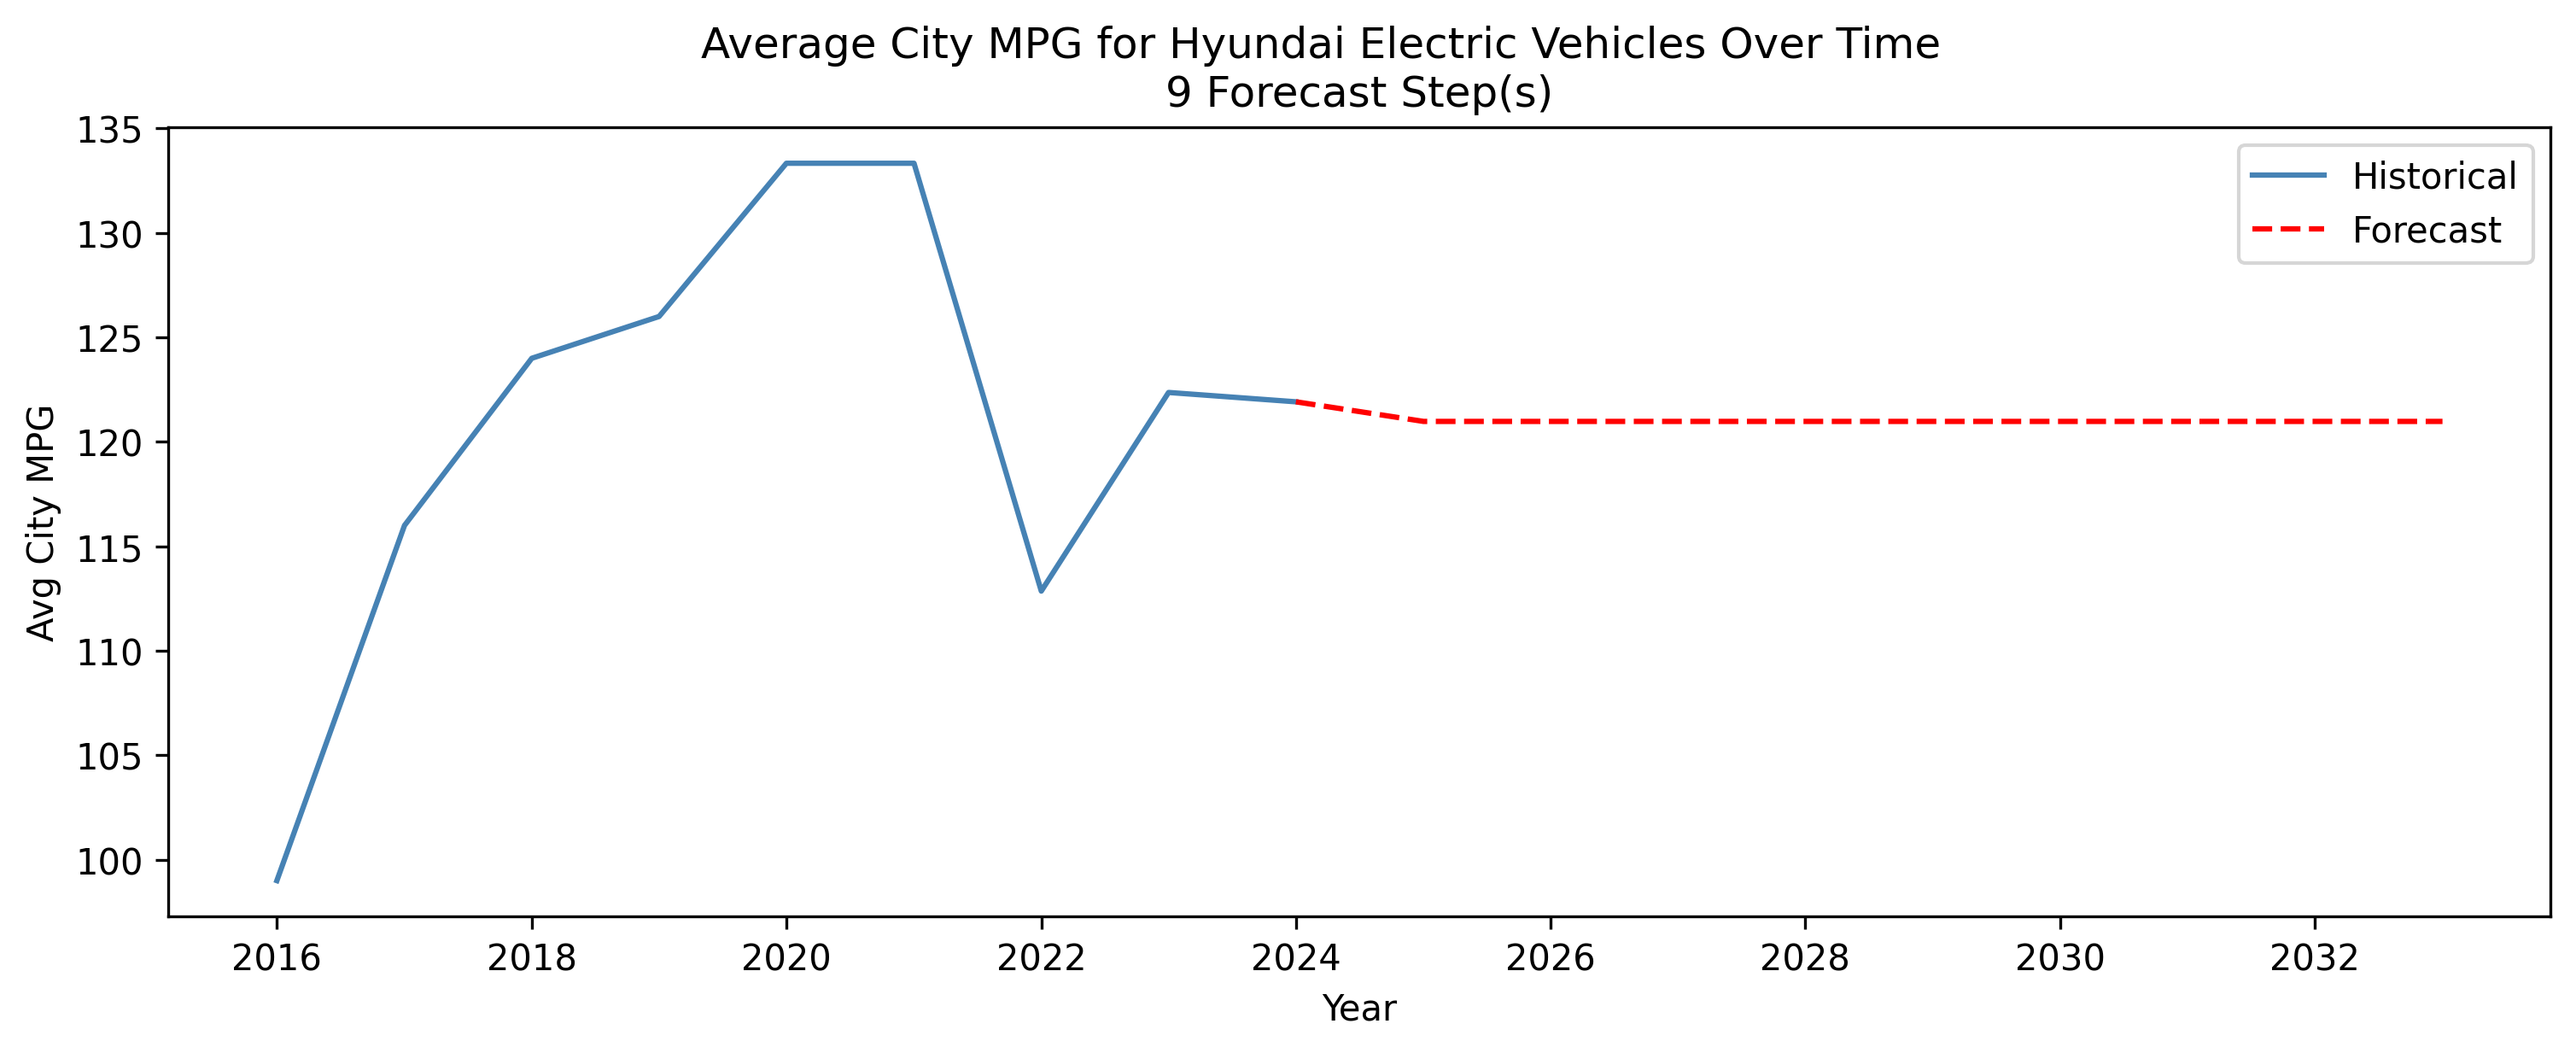 Average City MPG for Hyundai Electric Vehicles Over Time
9 Forecast Step(s)
135
130
125
120
115
110
105
100
Avg City MPG
Historical
Forecast
2016
2018
2020
2022
2024
2026
2028
2030
2032
Year